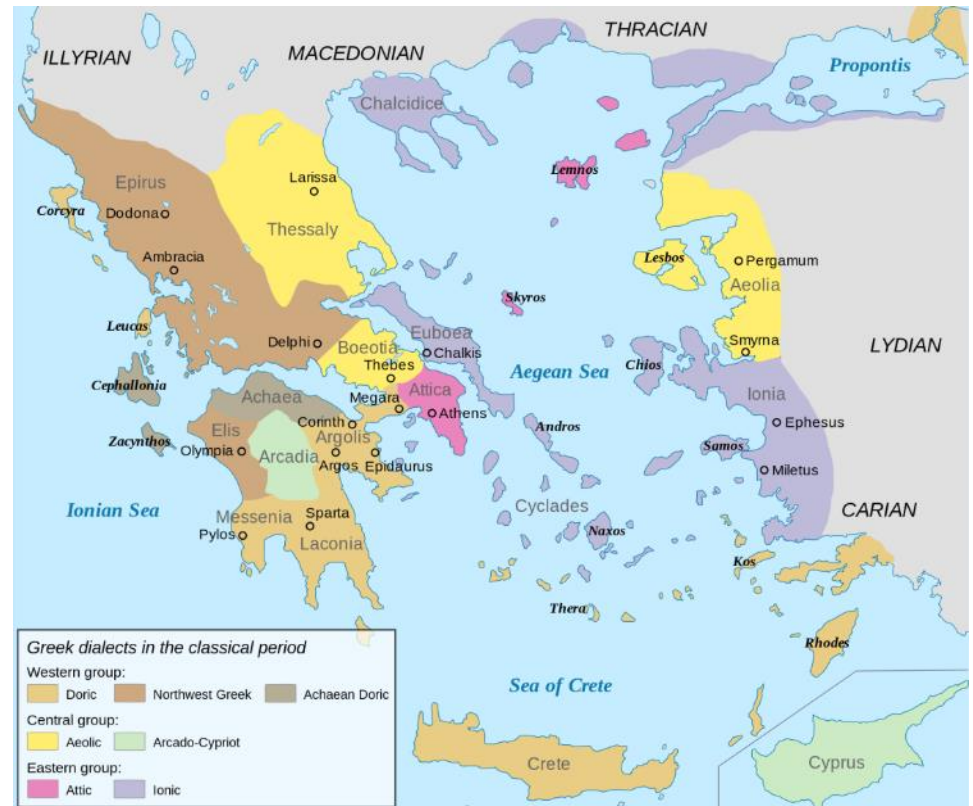 THRACIAN
ILLYRIAN
MACEDONIAN
Propontis
Chalcidice
Lemnos
Larissa
Epirus
Corcyra
Dodona
Thessaly
Ambracia
Lesbos
Pergamum
Aeolia
Skyros
Leucas
Euboea
Delphi
Boeotia
Chalkis
Smyrna
LYDIAN
Thebes
Aegean Sea
Chios
Cephallonia
Attica
Megara
Ionia
Achaea
Athens
Corinth
Ephesus
Andros
Elis
Argolis
Zacynthos
Olympia
Arcadia
Samos
Argos
Epidaurus
Miletus
Ionian Sea
Cyclades
CARIAN
Messenia
Sparta
Pylos
Naxos
Laconia
Kos
Thera
Rhodes
Greek dialects in the classical period
Western group:
Doric
Northwest Greek
Achaean Doric
Sea of Crete
Central group:
Aeolic
Arcado-Cypriot
Crete
Cyprus
Eastern group:
Attic
Ionic